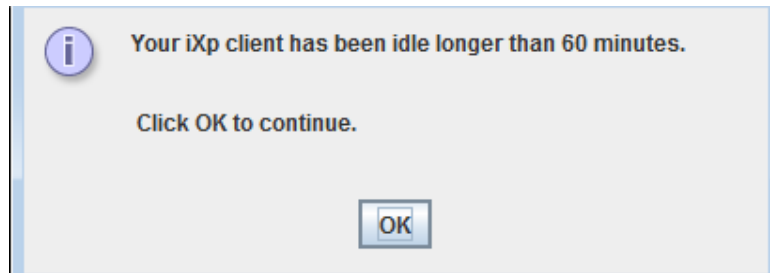 Your iXp client has been idle longer than 60 minutes.
Click OK to continue.
OK